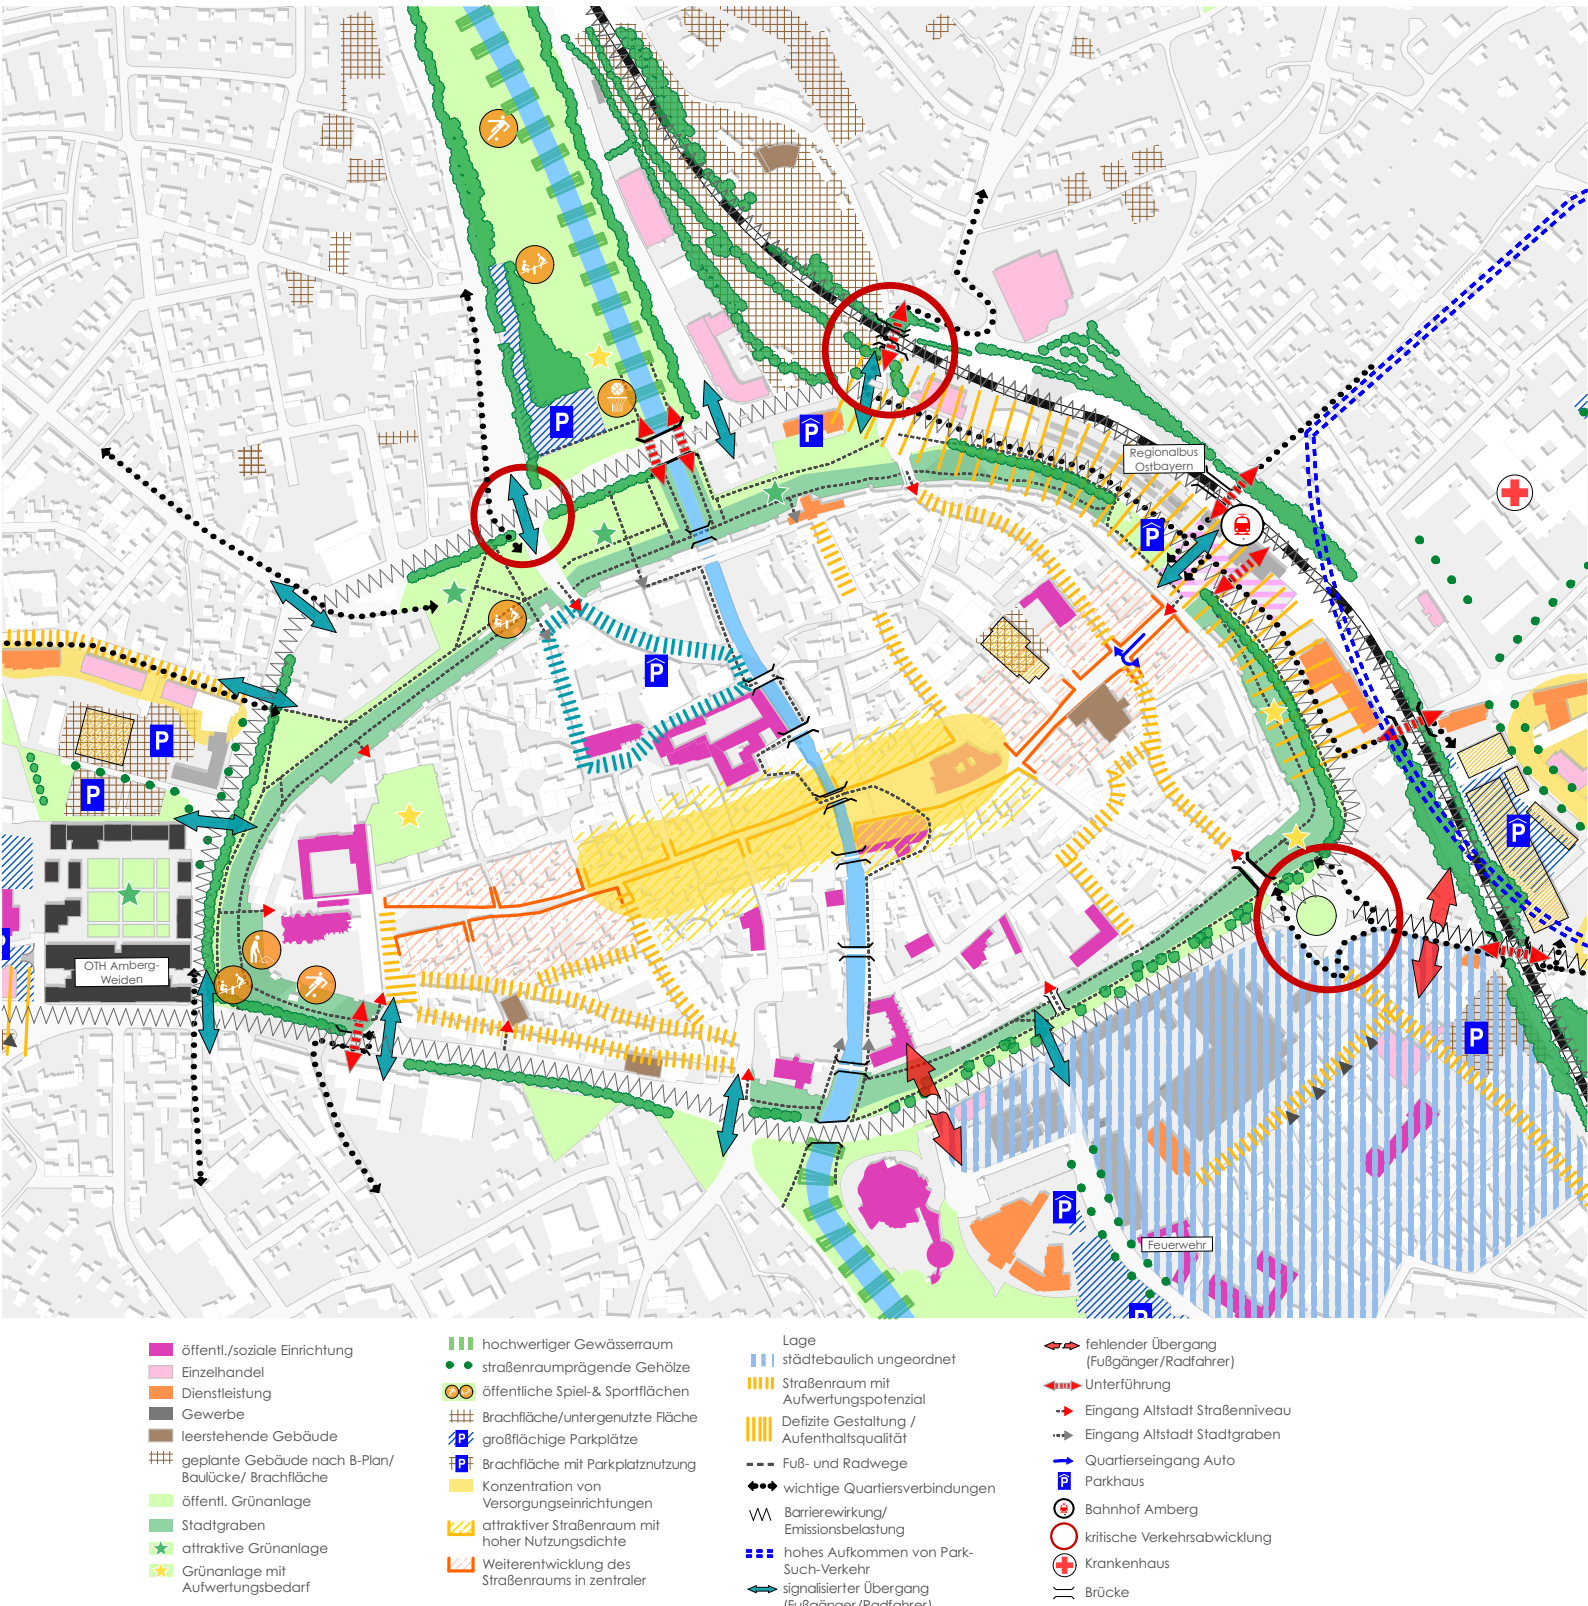 P
P
Regionalbus
Ostbayern
P
P
P
P
P
P
OTH Amberg-
Weiden
P
P
Feuerwehr
P
öffentl./soziale Einrichtung
Einzelhandel
Dienstleistung
Gewerbe
leerstehende Gebäude
geplante Gebäude nach B-Plan/
Baulücke/ Brachfläche
öffentl. Grünanlage
Stadtgraben
attraktive Grünanlage
Grünanlage mit
Aufwertungsbedarf
hochwertiger Gewässerraum
straßenraumprägende Gehölze
öffentliche Spiel-& Sportflächen
Brachfläche/untergenutzte Fläche
P großflächige Parkplätze
P Brachfläche mit Parkplatznutzung
Konzentration von
Versorgungseinrichtungen
attraktiver Straßenraum mit
hoher Nutzungsdichte
Weiterentwicklung des
Straßenraums in zentraler
Lage
städtebaulich ungeordnet
Straßenraum mit
Aufwertungspotenzial
Defizite Gestaltung /
Aufenthaltsqualität
Fuß- und Radwege
wichtige Quartiersverbindungen
Barrierewirkung/
Emissionsbelastung
hohes Aufkommen von Park-
Such-Verkehr
signalisierter Übergang
(Fußgänger/Radfahrer)
fehlender Übergang
(Fußgänger/Radfahrer)
Unterführung
Eingang Altstadt Straßenniveau
Eingang Altstadt Stadtgraben
Quartierseingang Auto
P Parkhaus
Bahnhof Amberg
kritische Verkehrsabwicklung
Krankenhaus
Brücke